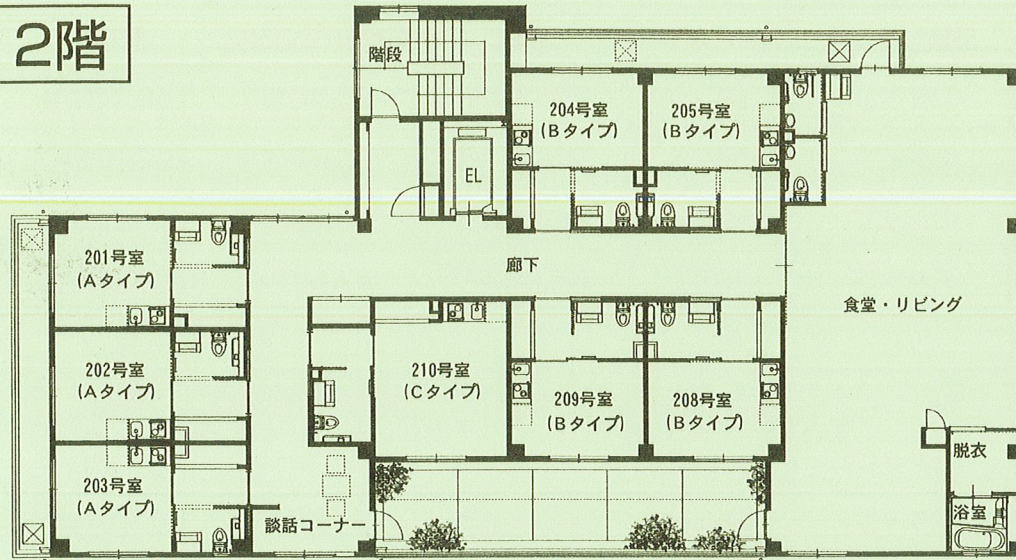 2階
階段
204号室
(Bタイプ)
205号室
(Bタイプ)
EL
201号室
(Aタイプ)
廊下
食堂・リビング
202号室
(Aタイプ)
210号室
(Cタイプ)
209号室
(Bタイプ)
208号室
(Bタイプ)
203号室
(Aタイプ)
談話コーナー
脱衣
浴室